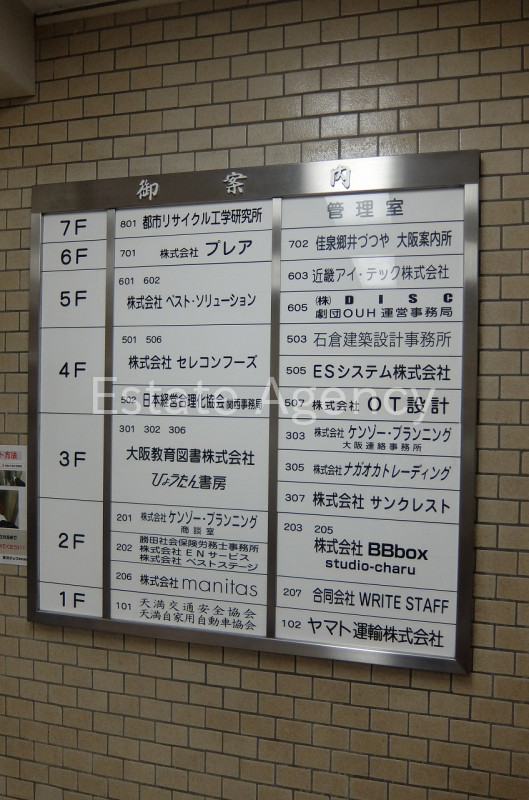 御案内
7F
6F
5F
4F
3F
2F
1F
801 都市リサイクル工学研究所
701 株式会社 プレア
601 602
株式会社 ベスト・ソリューション
501 506
株式会社 セレコンフーズ
502 日本経営合理化協会 関西事務局
301 302 306
大阪教育図書株式会社
ひょうたん書房
201 株式会社 ケンゾー・プランニング
商談室
勝田社会保険労務士事務所
202 株式会社 ENサービス
株式会社 ベストステージ
206 株式会社 manitas
101 天満交通安全協会
天満自家用自動車協会
管理室
702 佳泉郷井づつや 大阪案内所
603 近畿アイ・テック株式会社
605 ㈱ DISC
劇団OUH 運営事務局
503 石倉建築設計事務所
505 ESシステム株式会社
507 株式会社 OT設計
303 株式会社 ケンゾー・プランニング
大阪連絡事務所
305 株式会社 ナガオカトレーディング
307 株式会社 サンクレスト
203 205
株式会社 BBbox
studio-charu
207 合同会社 WRITE STAFF
102 ヤマト運輸株式会社
Estate Agency